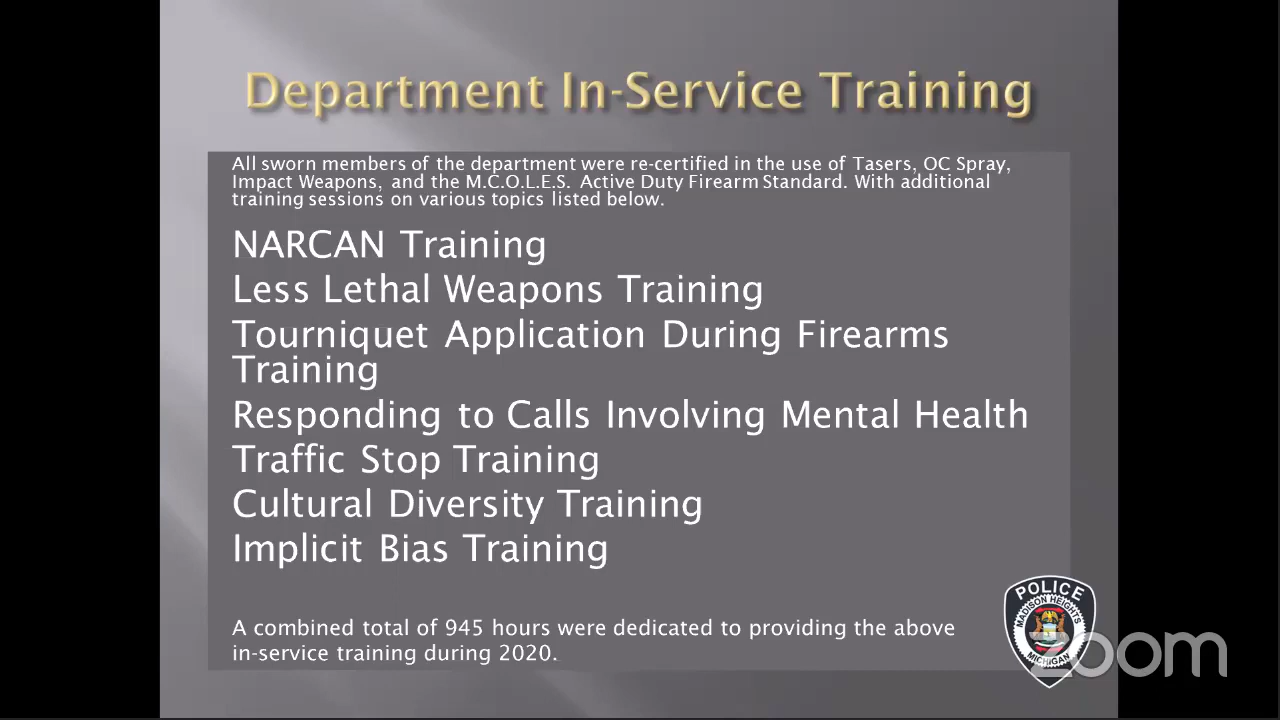 Department In-Service Training
All sworn members of the department were re-certified in the use of Tasers, OC Spray,
Impact Weapons, and the M.C.O.L.E.S. Active Duty Firearm Standard. With additional
training sessions on various topics listed below.
NARCAN Training
Less Lethal Weapons Training
Tourniquet Application During Firearms
Training
Responding to Calls Involving Mental Health
Traffic Stop Training
Cultural Diversity Training
Implicit Bias Training
A combined total of 945 hours were dedicated to providing the above
in-service training during 2020.
POLICE
MADISON HEIGHTS
MICHIGAN
zoom